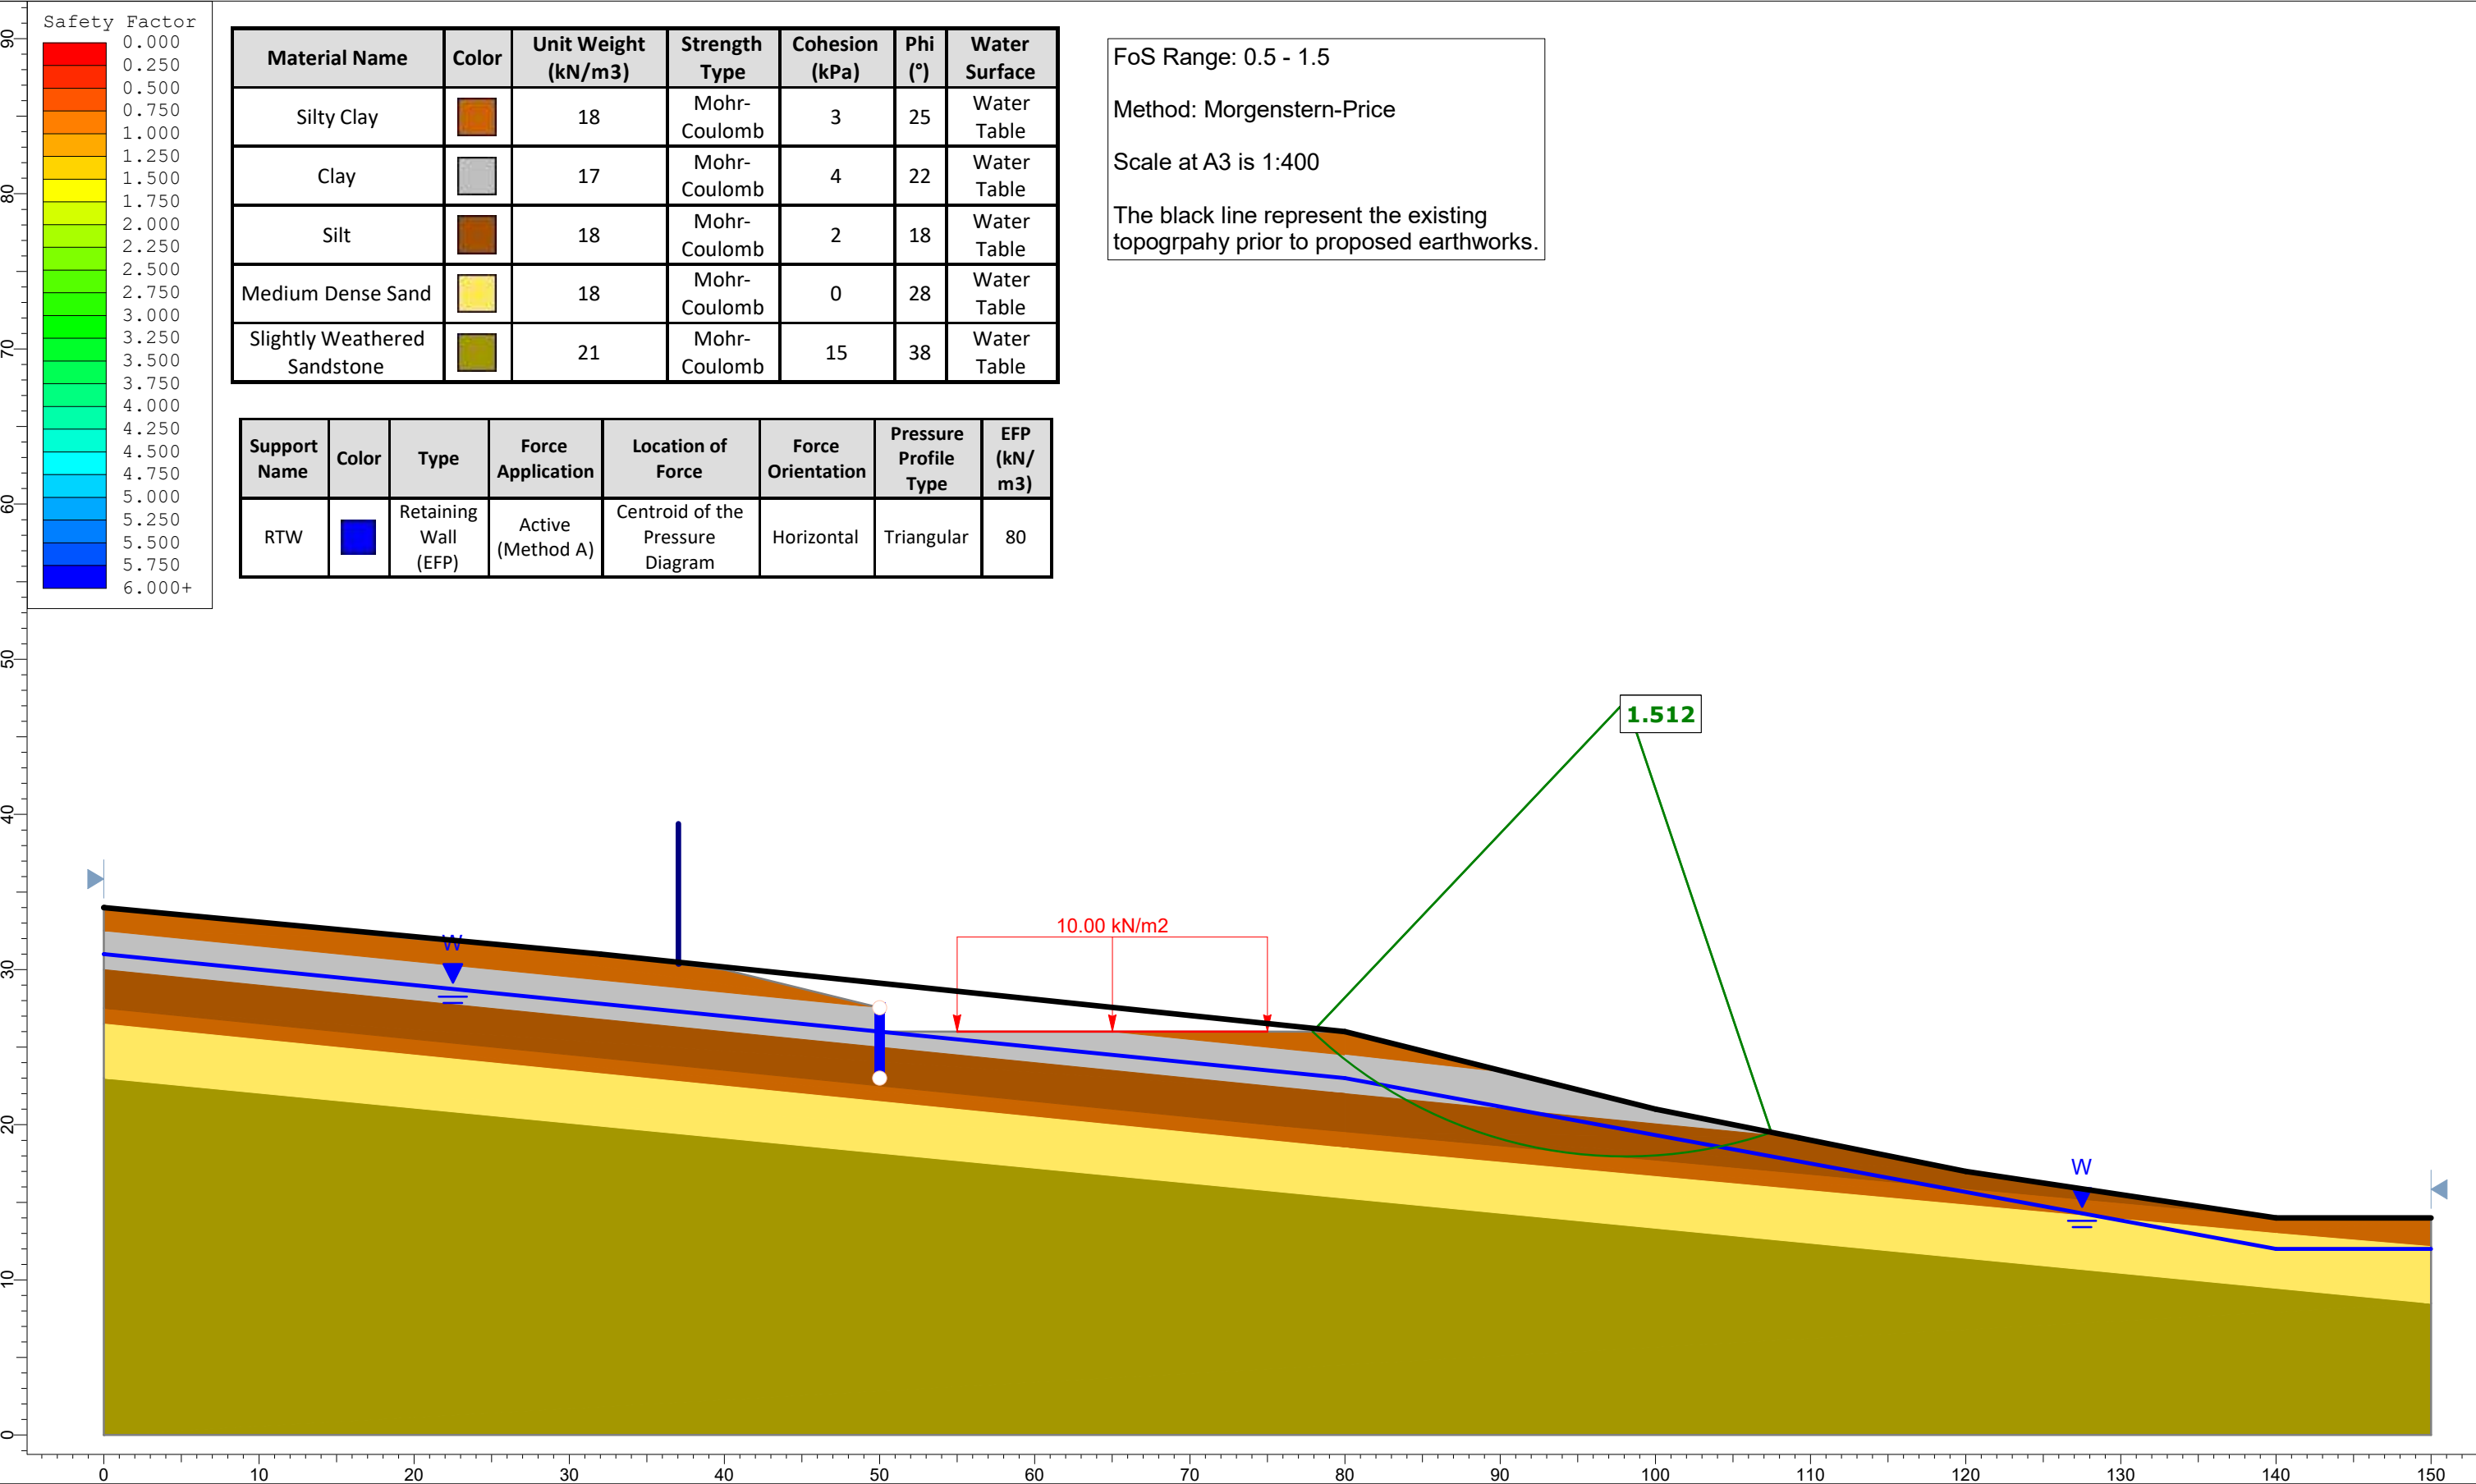 Safety Factor
0.000
0.250
0.500
0.750
1.000
1.250
1.500
1.750
2.000
2.250
2.500
2.750
3.000
3.250
3.500
3.750
4.000
4.250
4.500
4.750
5.000
5.250
5.500
5.750
6.000+
Material Name Color Unit Weight (kN/m3) Strength Type Cohesion (kPa) Phi (°) Water Surface
Silty Clay 18 Mohr-Coulomb 3 25 Water Table
Clay 17 Mohr-Coulomb 4 22 Water Table
Silt 18 Mohr-Coulomb 2 18 Water Table
Medium Dense Sand 18 Mohr-Coulomb 0 28 Water Table
Slightly Weathered Sandstone 21 Mohr-Coulomb 15 38 Water Table
Support Name Color Type Force Application Location of Force Force Orientation Pressure Profile Type EFP (kN/m3)
RTW Retaining Wall (EFP) Active (Method A) Centroid of the Pressure Diagram Horizontal Triangular 80
FoS Range: 0.5 - 1.5
Method: Morgenstern-Price
Scale at A3 is 1:400
The black line represent the existing
topogrpahy prior to proposed earthworks.
1.512
10.00 kN/m2
W
W
90
80
70
60
50
40
30
20
10
0
0 10 20 30 40 50 60 70 80 90 100 110 120 130 140 150